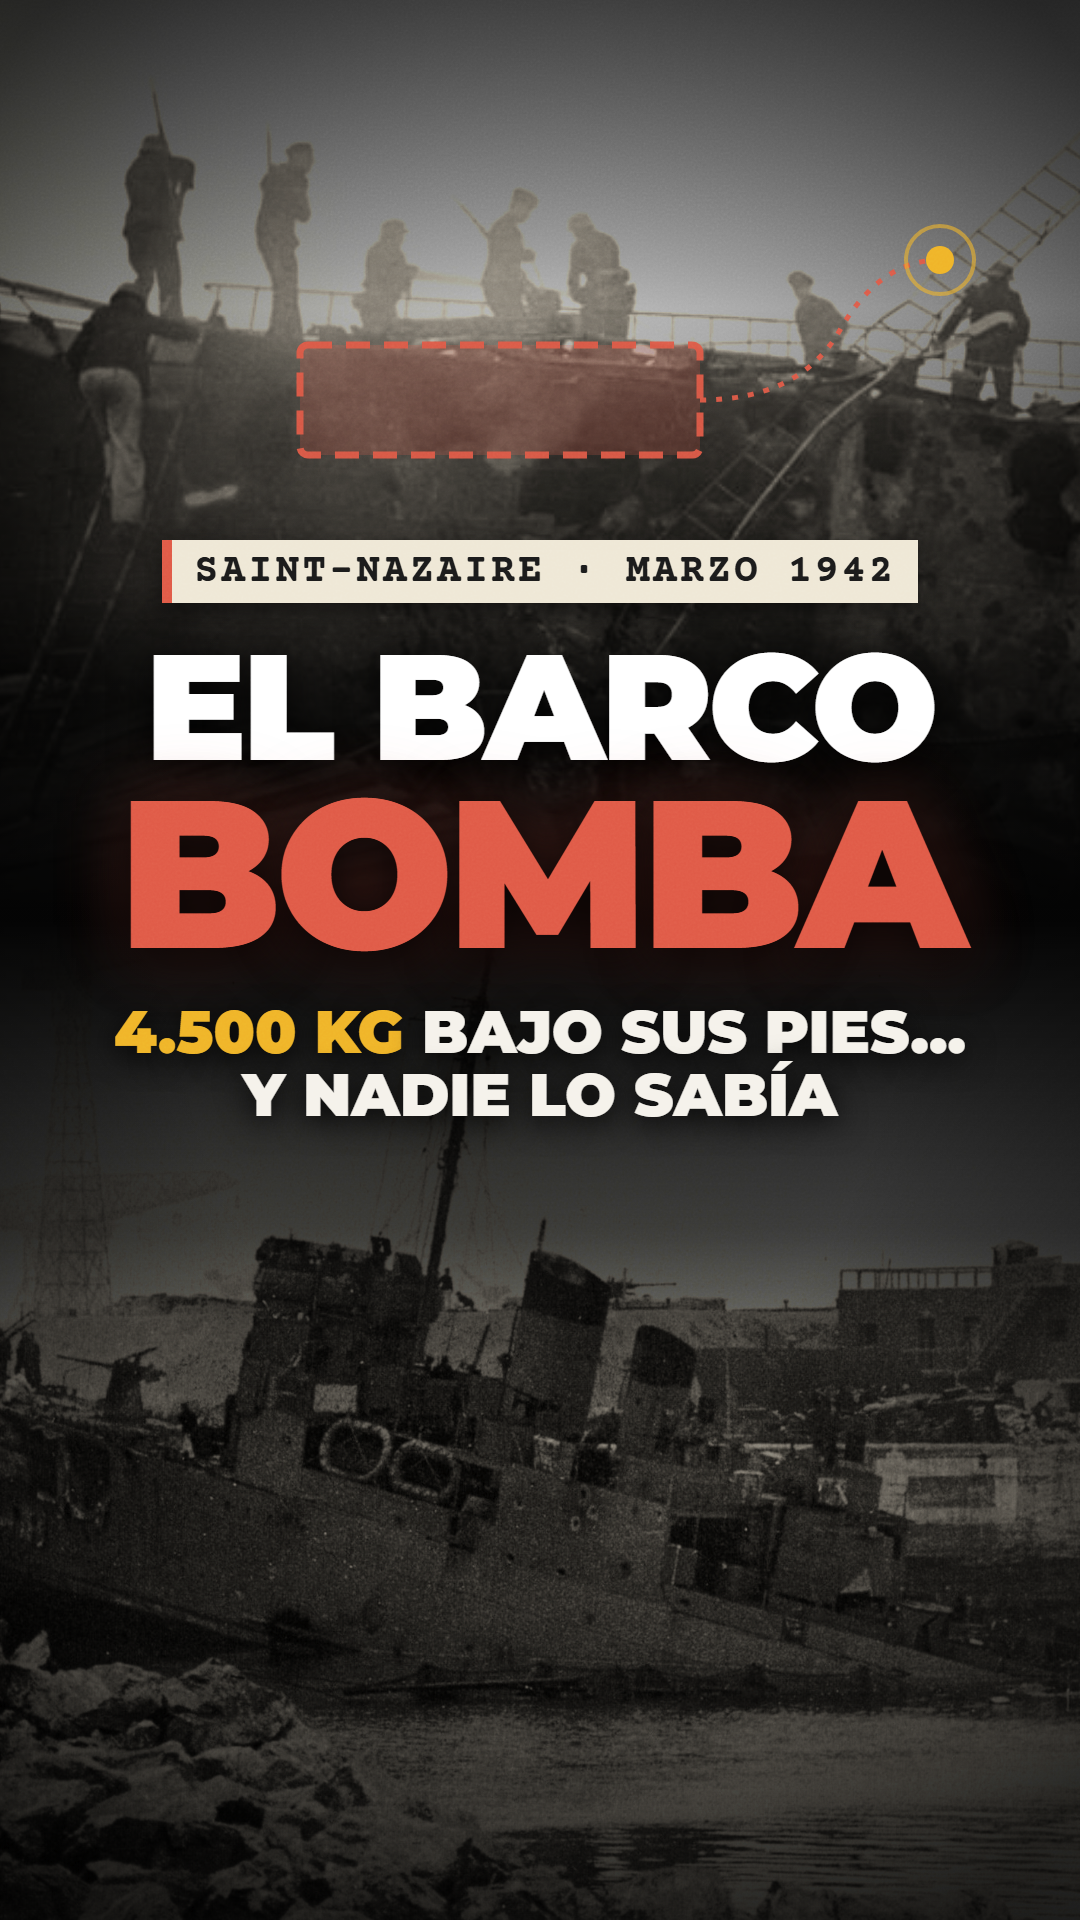 SAINT-NAZAIRE · MARZO 1942
EL BARCO
BOMBA
4.500 KG BAJO SUS PIES...
Y NADIE LO SABÍA